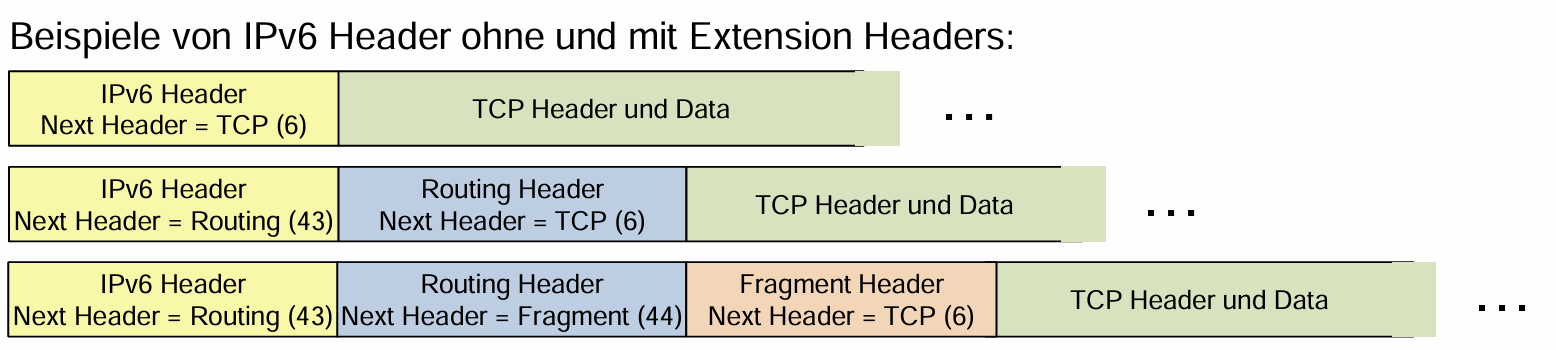 Beispiele von IPv6 Header ohne und mit Extension Headers:
IPv6 Header
Next Header = TCP (6)
TCP Header und Data
...
IPv6 Header
Next Header = Routing (43)
Routing Header
Next Header = TCP (6)
TCP Header und Data
...
IPv6 Header
Next Header = Routing (43)
Routing Header
Next Header = Fragment (44)
Fragment Header
Next Header = TCP (6)
TCP Header und Data
...